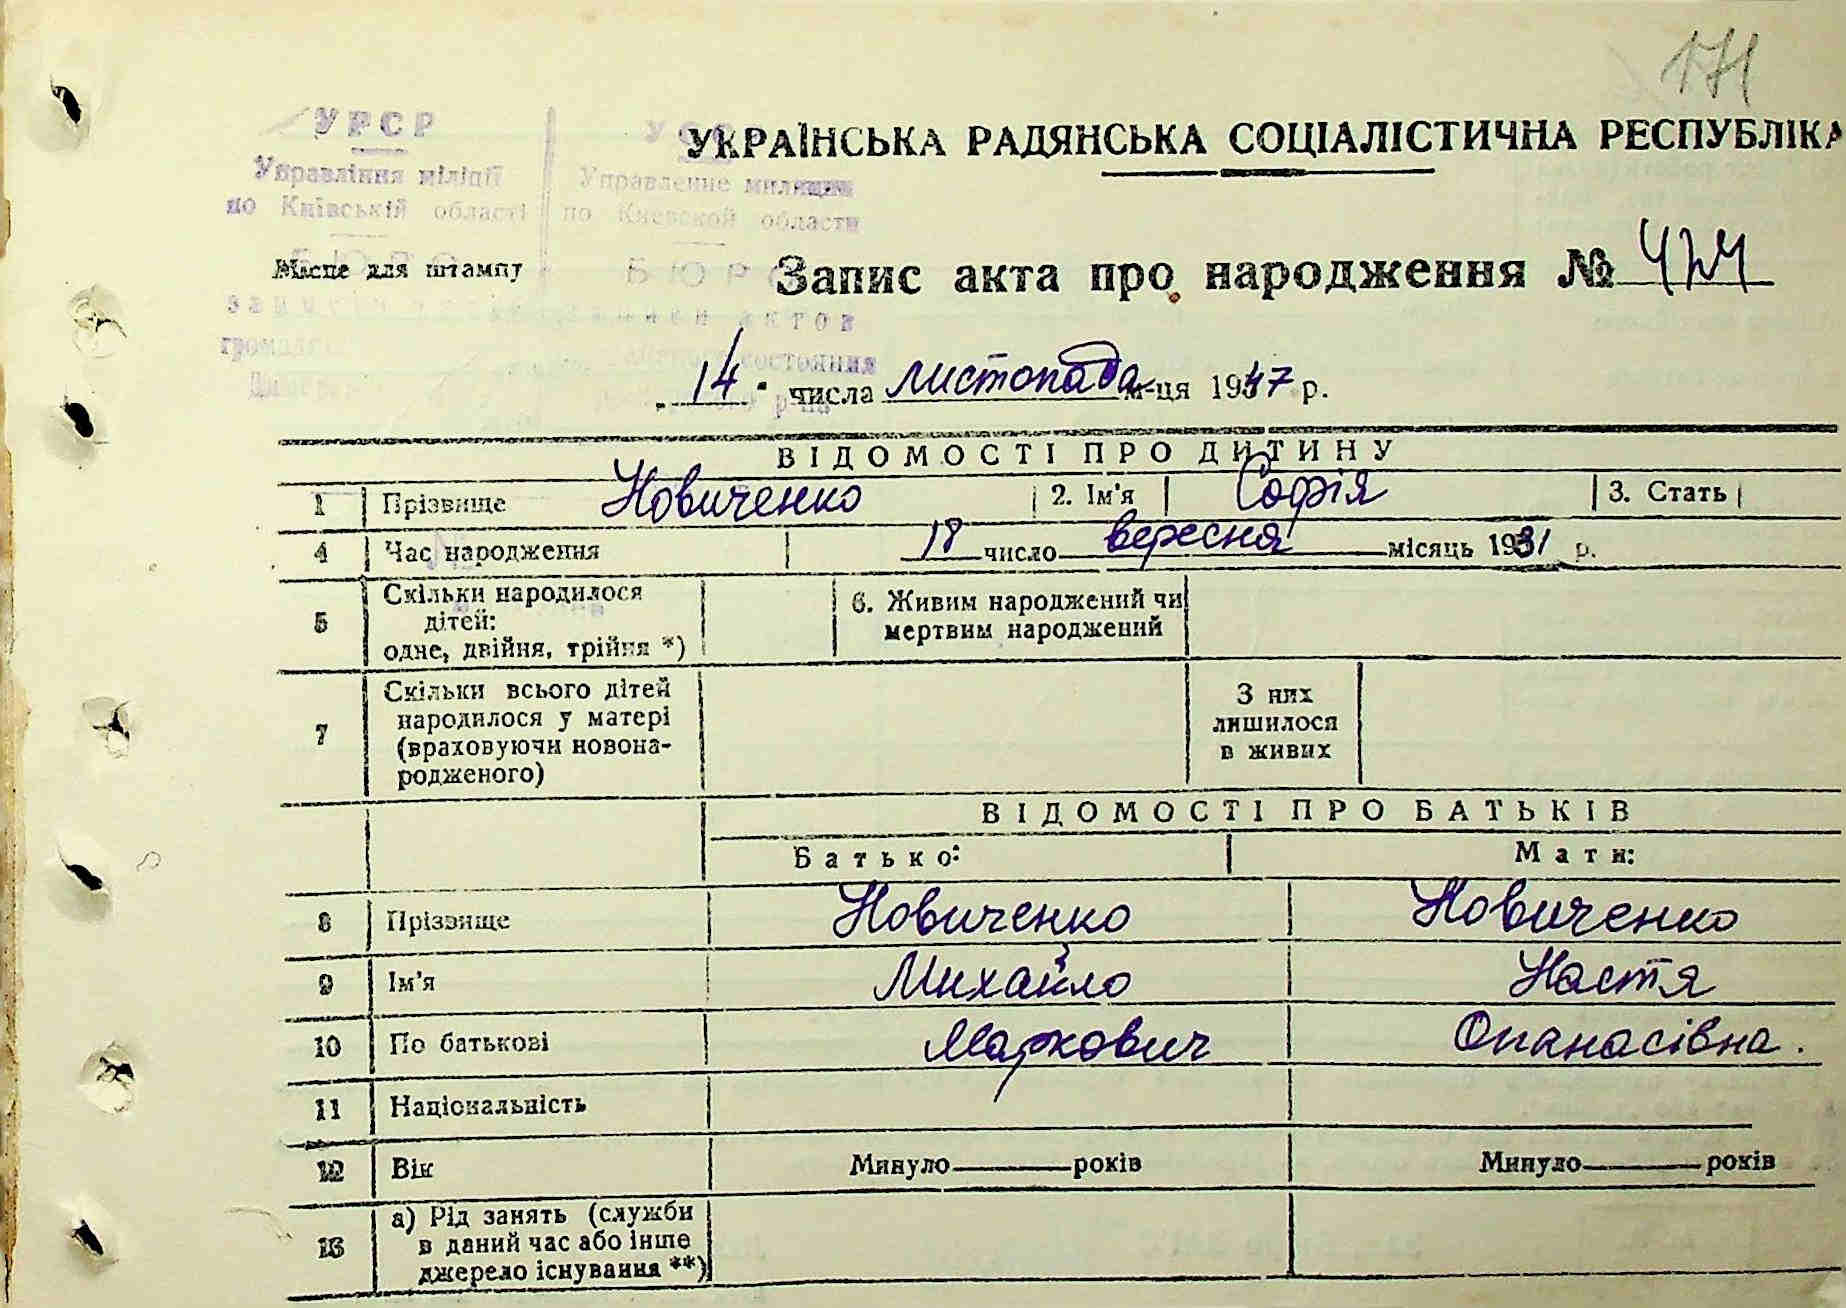 171
УРСР
УКРАЇНСЬКА РАДЯНСЬКА СОЦІАЛІСТИЧНА РЕСПУБЛІКА
Управління міліції Управление милиции
по Київській області по Киевской области
Місце для штампу БЮРО Запис акта про народження № 424
записи актов
состояния
14 числа листопада м-ця 1947 р.
ВІДОМОСТІ ПРО ДИТИНУ
1 Прізвище Новиченко 2. Ім'я Софія 3. Стать
4 Час народження 18 число вересня місяць 1931 р.
5 Скільки народилося дітей: одне, двійня, трійня *) 6. Живим народжений чи мертвим народжений
7 Скільки всього дітей народилося у матері (враховуючи новонародженого) З них лишилося в живих
ВІДОМОСТІ ПРО БАТЬКІВ
Батько: Мати:
8 Прізвище Новиченко Новиченко
9 Ім'я Михайло Настя
10 По батькові Маркович Опанасівна.
11 Національність
12 Вік Минуло років Минуло років
13 а) Рід занять (служби в даний час або інше джерело існування **)